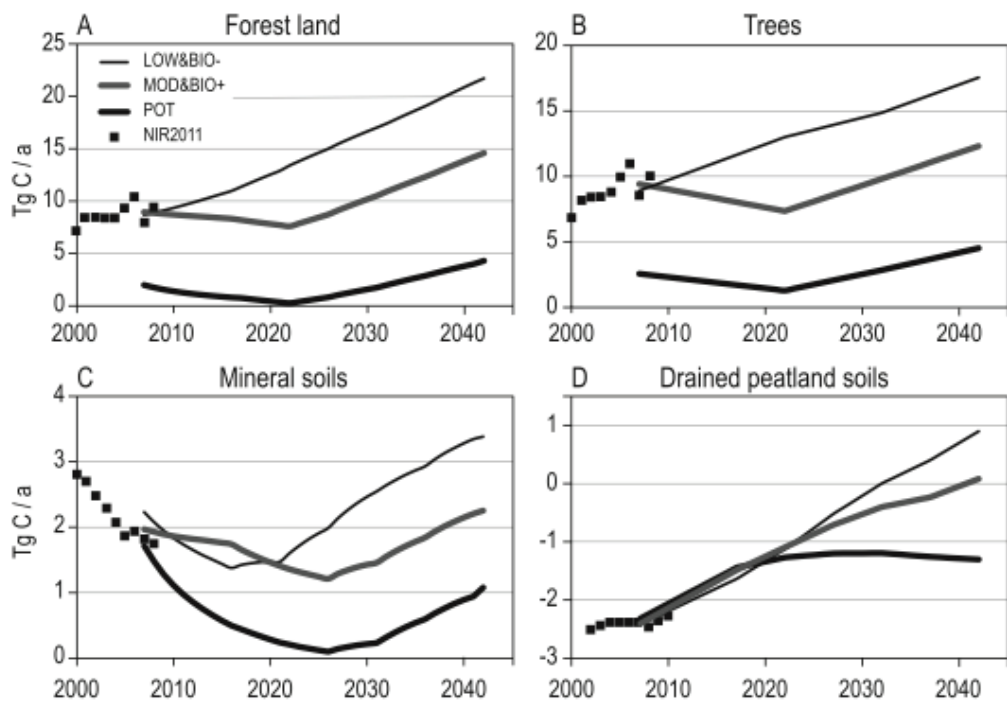 A Forest land
25
20
15
10
5
0
Tg C / a
LOW&BIO-
MOD&BIO+
POT
NIR2011
2000 2010 2020 2030 2040
B Trees
20
15
10
5
0
2000 2010 2020 2030 2040
C Mineral soils
4
3
2
1
0
Tg C / a
2000 2010 2020 2030 2040
D Drained peatland soils
1
0
-1
-2
-3
2000 2010 2020 2030 2040